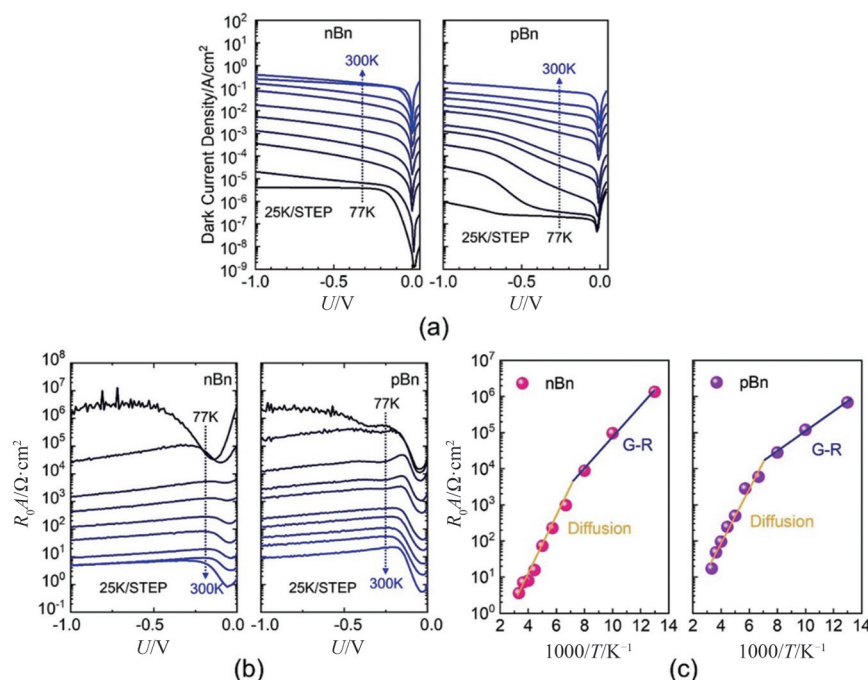 nBn
pBn
Dark Current Density/A/cm²
10²
10¹
10⁰
10⁻¹
10⁻²
10⁻³
10⁻⁴
10⁻⁵
10⁻⁶
10⁻⁷
10⁻⁸
10⁻⁹
300K
25K/STEP
77K
300K
25K/STEP
77K
-1.0 -0.5 0.0
-1.0 -0.5 0.0
U/V
U/V
(a)
R₀A/Ω·cm²
10⁸
10⁷
10⁶
10⁵
10⁴
10³
10²
10¹
10⁰
10⁻¹
nBn
77K
25K/STEP
300K
pBn
77K
25K/STEP
300K
-1.0 -0.5 0.0
-1.0 -0.5 0.0
U/V
U/V
(b)
R₀A/Ω·cm²
10⁷
10⁶
10⁵
10⁴
10³
10²
10¹
10⁰
nBn
G-R
Diffusion
pBn
G-R
Diffusion
2 4 6 8 10 12 14
2 4 6 8 10 12 14
1000/T/K⁻¹
1000/T/K⁻¹
(c)